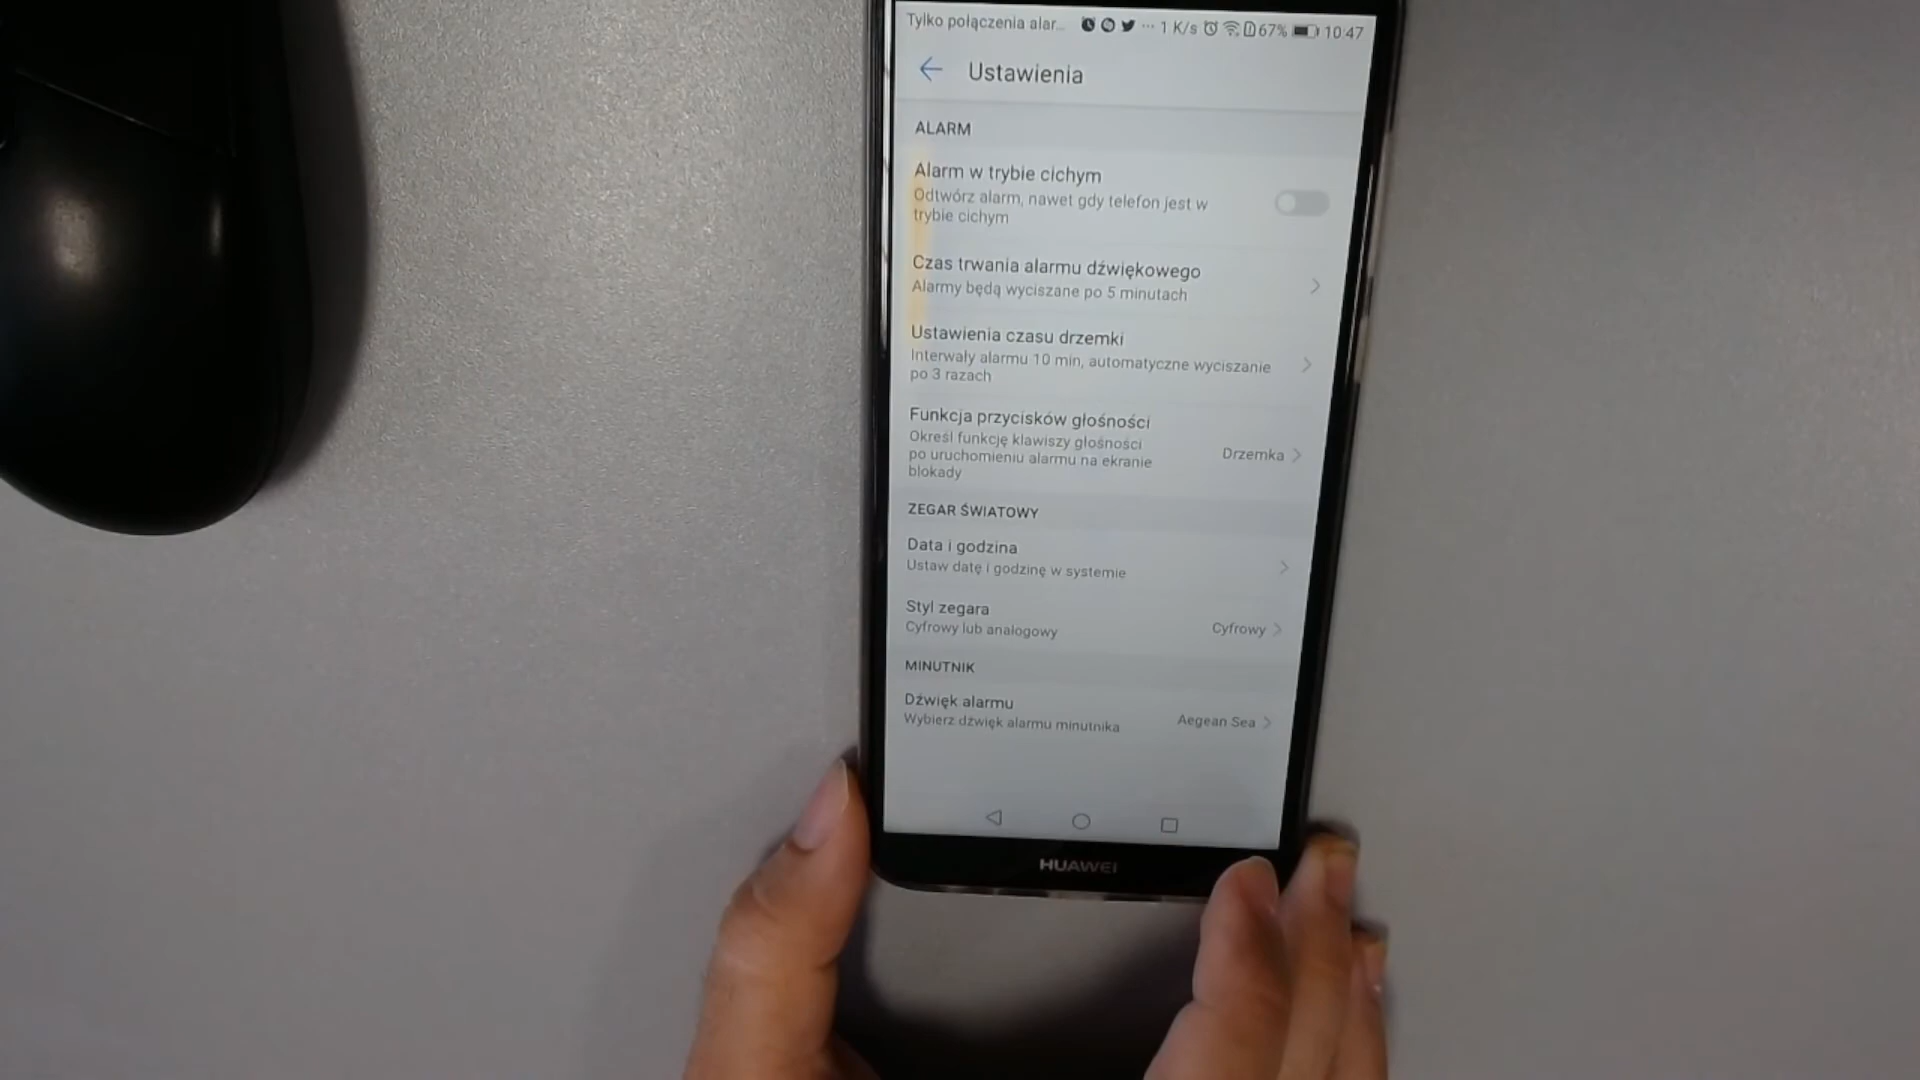 Tylko połączenia alar... ... 1 K/s 67% 10:47
Ustawienia
ALARM
Alarm w trybie cichym
Odtwórz alarm, nawet gdy telefon jest w
trybie cichym
Czas trwania alarmu dźwiękowego
Alarmy będą wyciszane po 5 minutach
Ustawienia czasu drzemki
Interwały alarmu 10 min, automatyczne wyciszanie
po 3 razach
Funkcja przycisków głośności
Określ funkcję klawiszy głośności
po uruchomieniu alarmu na ekranie
blokady
Drzemka
ZEGAR ŚWIATOWY
Data i godzina
Ustaw datę i godzinę w systemie
Styl zegara
Cyfrowy lub analogowy
Cyfrowy
MINUTNIK
Dźwięk alarmu
Wybierz dźwięk alarmu minutnika
Aegean Sea
HUAWEI